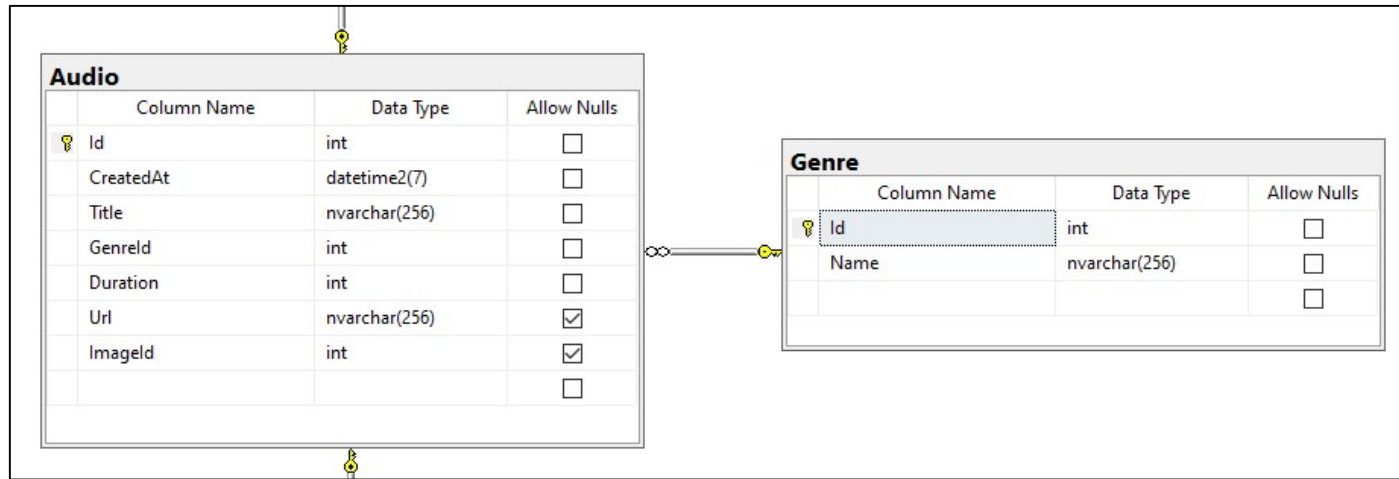 Audio
Column Name Data Type Allow Nulls
Id int
CreatedAt datetime2(7)
Title nvarchar(256)
GenreId int
Duration int
Url nvarchar(256)
ImageId int
Genre
Column Name Data Type Allow Nulls
Id int
Name nvarchar(256)